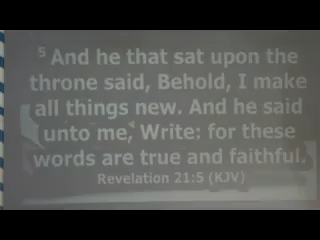 5 And he that sat upon the
throne said, Behold, I make
all things new. And he said
unto me, Write: for these
words are true and faithful.
Revelation 21:5 (KJV)